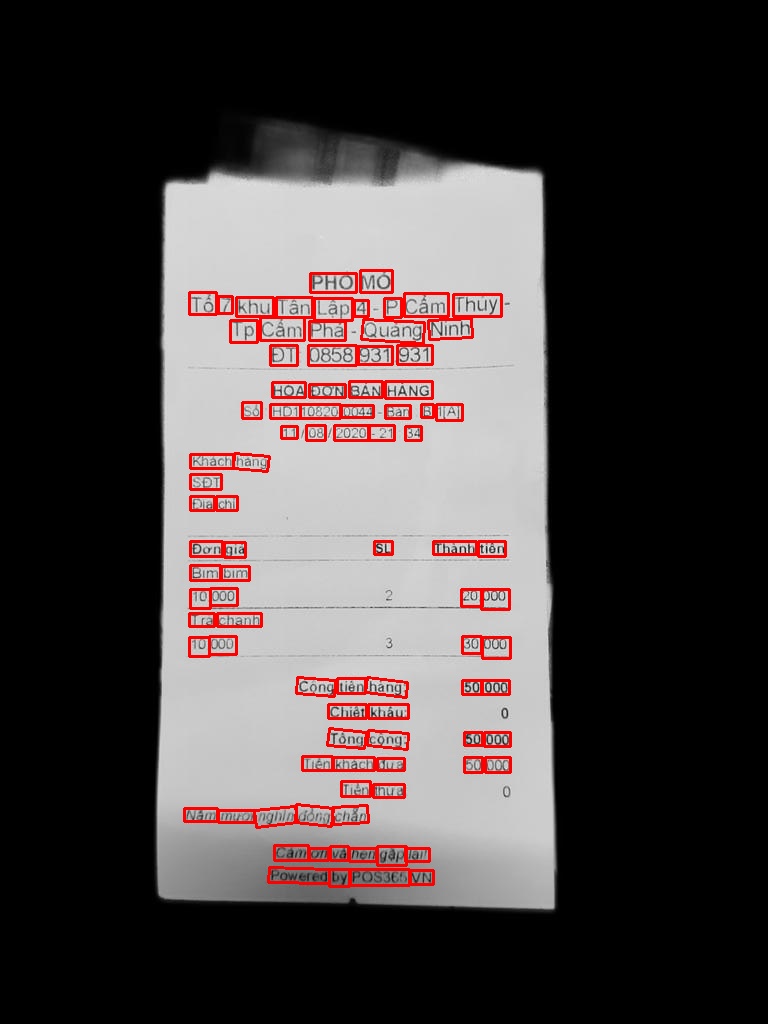 PHỐ MỎ
Tổ 7 khu Tân Lập 4 - P Cẩm Thủy -
Tp Cẩm Phả - Quảng Ninh
ĐT 0858 931 931
HÓA ĐƠN BÁN HÀNG
Số HD110820 0044 - Bàn [A]
11 / 08 / 2020 - 21 34
Khách hàng
SĐT
Địa chỉ
Đơn giá SL Thành tiền
Bim bim
10,000 2 20,000
Trà chanh
10,000 3 30,000
Cộng tiền hàng: 50,000
Chiết khấu: 0
Tổng cộng: 50,000
Tiền khách đưa 50,000
Tiền thừa 0
Năm mươi nghìn đồng chẵn
Cảm ơn và hẹn gặp lại!
Powered by POS365.VN